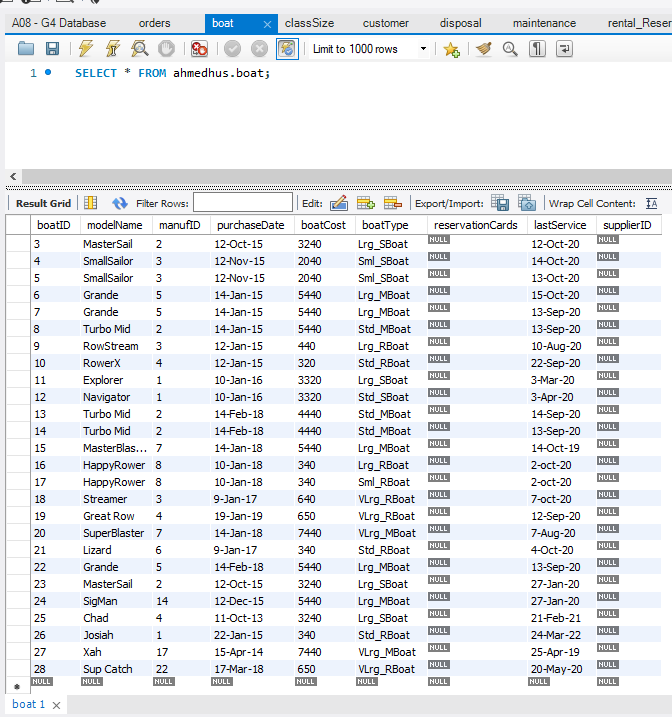 A08 - G4 Database orders boat classSize customer disposal maintenance rental_Reser
Limit to 1000 rows
1 SELECT * FROM ahmedhus.boat;
Result Grid Filter Rows: Edit: Export/Import: Wrap Cell Content:
boatID modelName manufID purchaseDate boatCost boatType reservationCards lastService supplierID
3 MasterSail 2 12-Oct-15 3240 Lrg_SBoat NULL 12-Oct-20 NULL
4 SmallSailor 3 12-Nov-15 2040 Sml_SBoat NULL 14-Oct-20 NULL
5 SmallSailor 3 12-Nov-15 2040 Sml_SBoat NULL 13-Oct-20 NULL
6 Grande 5 14-Jan-15 5440 Lrg_MBoat NULL 15-Oct-20 NULL
7 Grande 5 14-Jan-15 5440 Lrg_MBoat NULL 13-Sep-20 NULL
8 Turbo Mid 2 14-Jan-15 5440 Std_MBoat NULL 13-Sep-20 NULL
9 RowStream 3 12-Jan-15 440 Lrg_RBoat NULL 10-Aug-20 NULL
10 RowerX 4 12-Jan-15 320 Std_RBoat NULL 22-Sep-20 NULL
11 Explorer 1 10-Jan-16 3320 Lrg_SBoat NULL 3-Mar-20 NULL
12 Navigator 1 10-Jan-16 3320 Std_SBoat NULL 3-Apr-20 NULL
13 Turbo Mid 2 14-Feb-18 4440 Std_MBoat NULL 14-Sep-20 NULL
14 Turbo Mid 2 14-Feb-18 4440 Std_MBoat NULL 13-Sep-20 NULL
15 MasterBlas... 7 14-Jan-18 5440 Lrg_MBoat NULL 14-Oct-19 NULL
16 HappyRower 8 10-Jan-18 340 Lrg_RBoat NULL 2-oct-20 NULL
17 HappyRower 8 10-Jan-18 340 Sml_RBoat NULL 2-oct-20 NULL
18 Streamer 3 9-Jan-17 640 VLrg_RBoat NULL 7-oct-20 NULL
19 Great Row 4 19-Jan-19 650 VLrg_RBoat NULL 12-Sep-20 NULL
20 SuperBlaster 7 14-Jan-18 7440 VLrg_MBoat NULL 7-Aug-20 NULL
21 Lizard 6 9-Jan-17 340 Std_RBoat NULL 4-Oct-20 NULL
22 Grande 5 14-Feb-18 5440 Lrg_MBoat NULL 13-Sep-20 NULL
23 MasterSail 2 12-Oct-15 3240 Lrg_SBoat NULL 27-Jan-20 NULL
24 SigMan 14 12-Dec-15 5440 Lrg_MBoat NULL 27-Jan-20 NULL
25 Chad 4 11-Oct-13 3240 Lrg_SBoat NULL 21-Feb-21 NULL
26 Josiah 1 22-Jan-15 340 Std_RBoat NULL 24-Mar-22 NULL
27 Xah 17 15-Apr-14 7440 VLrg_MBoat NULL 25-Apr-19 NULL
28 Sup Catch 22 17-Mar-18 650 VLrg_RBoat NULL 20-May-20 NULL
NULL NULL NULL NULL NULL NULL NULL NULL NULL
boat 1